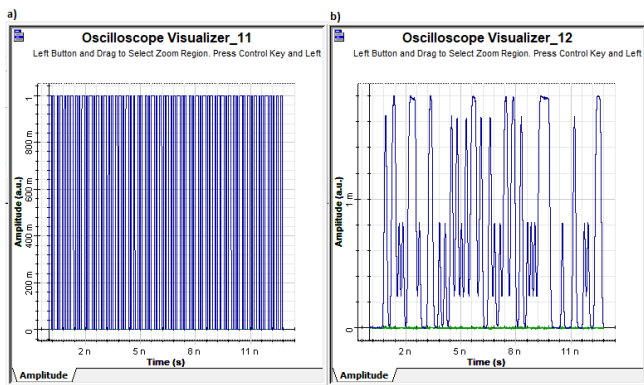 a)
Oscilloscope Visualizer_11
Left Button and Drag to Select Zoom Region. Press Control Key and Left
Amplitude (a.u.)
1
800 m
600 m
400 m
200 m
0
2 n
5 n
8 n
11 n
Time (s)
Amplitude
b)
Oscilloscope Visualizer_12
Left Button and Drag to Select Zoom Region. Press Control Key and Left
Amplitude (a.u.)
1 m
0
2 n
5 n
8 n
11 n
Time (s)
Amplitude